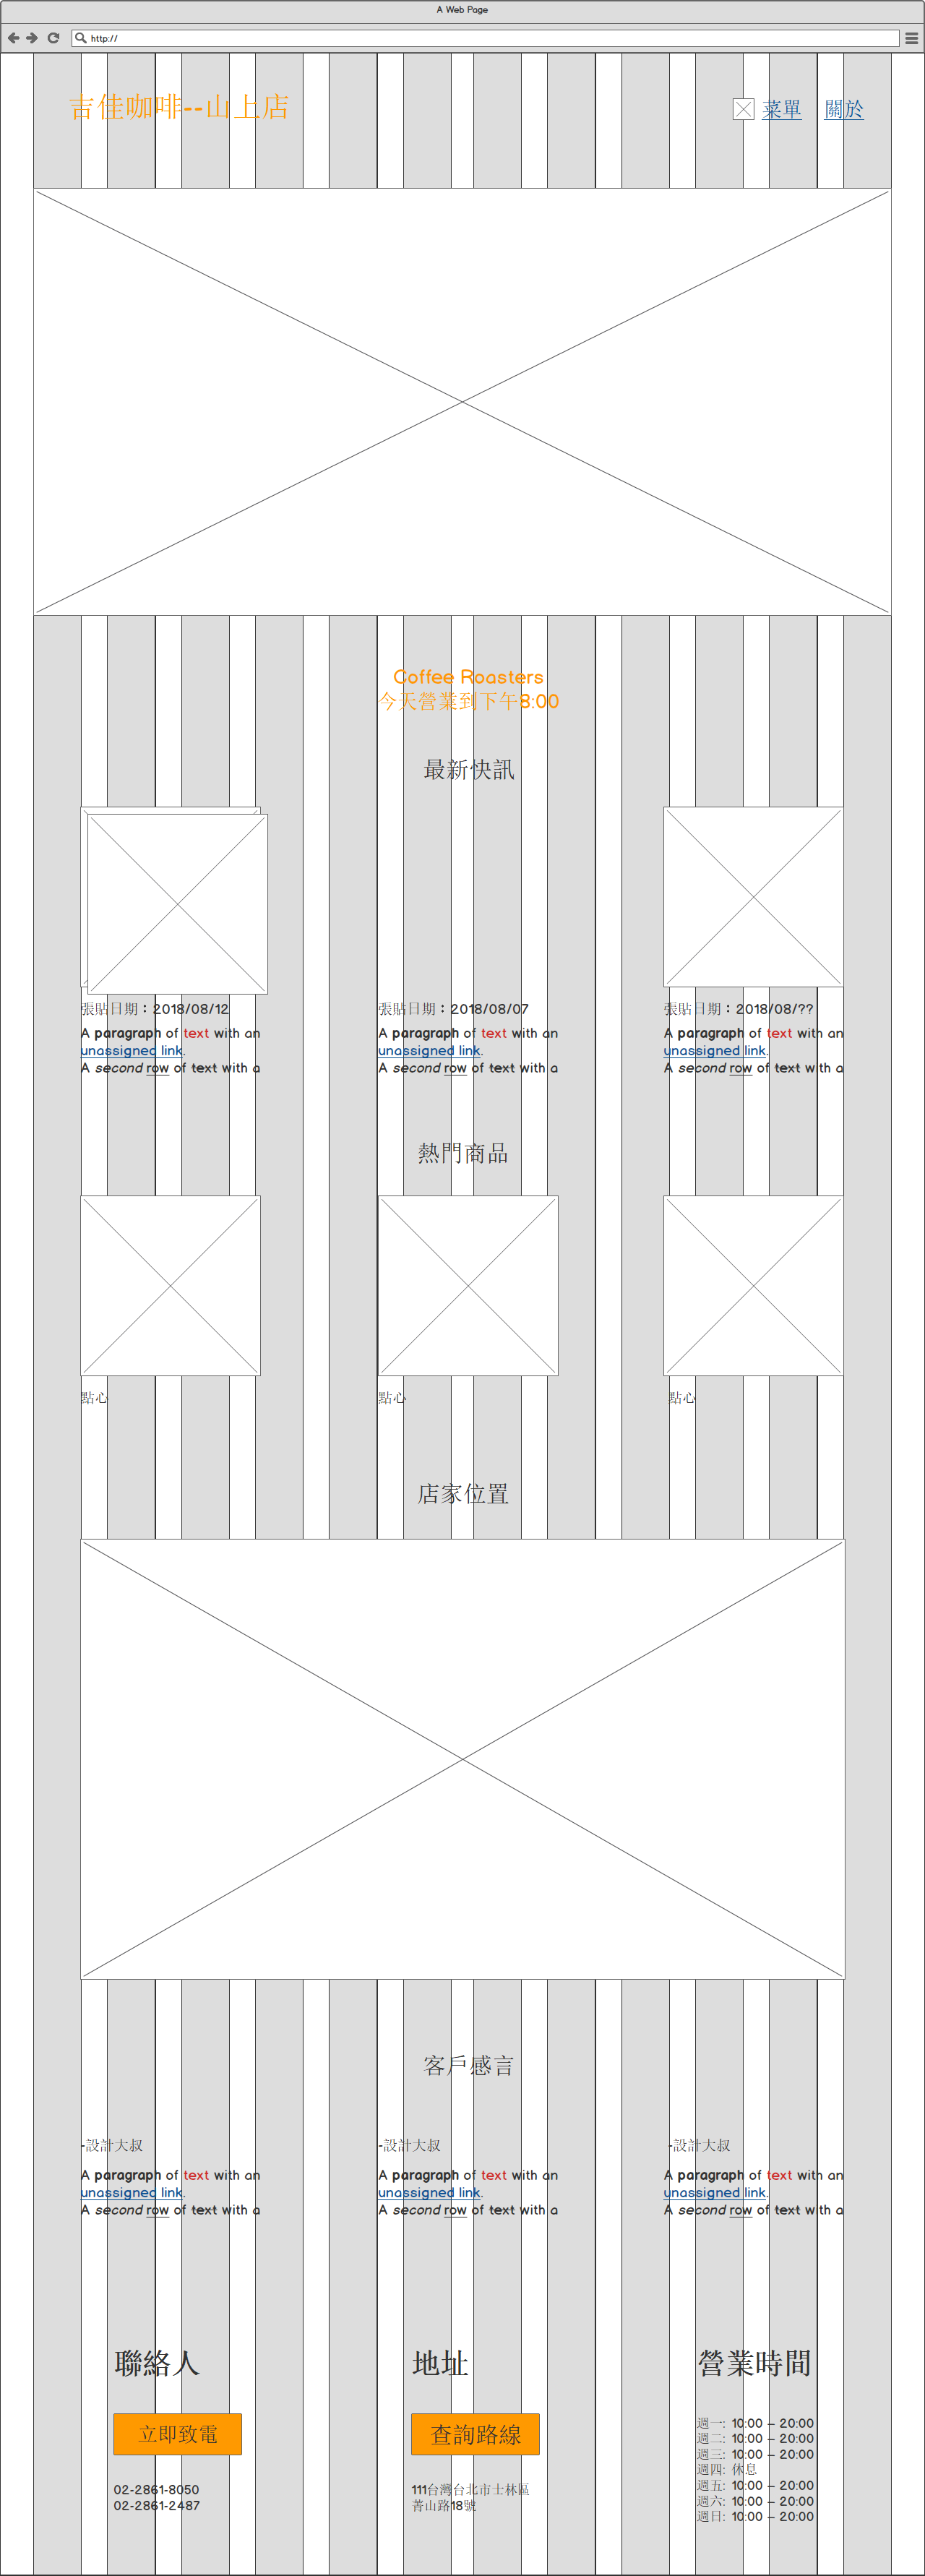 A Web Page
http://
吉佳咖啡--山上店
菜單 關於
Coffee Roasters
今天營業到下午8:00
最新快訊
張貼日期：2018/08/12
A paragraph of text with an
unassigned link.
A second row of text with a
張貼日期：2018/08/07
A paragraph of text with an
unassigned link.
A second row of text with a
張貼日期：2018/08/??
A paragraph of text with an
unassigned link.
A second row of text with a
熱門商品
點心
點心
點心
店家位置
客戶感言
-設計大叔
A paragraph of text with an
unassigned link.
A second row of text with a
-設計大叔
A paragraph of text with an
unassigned link.
A second row of text with a
-設計大叔
A paragraph of text with an
unassigned link.
A second row of text with a
聯絡人
立即致電
02-2861-8050
02-2861-2487
地址
查詢路線
111台灣台北市士林區
菁山路18號
營業時間
週一: 10:00 – 20:00
週二: 10:00 – 20:00
週三: 10:00 – 20:00
週四: 休息
週五: 10:00 – 20:00
週六: 10:00 – 20:00
週日: 10:00 – 20:00